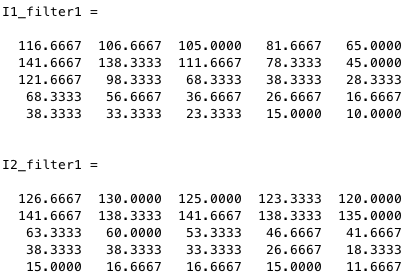 I1_filter1 =
116.6667 106.6667 105.0000 81.6667 65.0000
141.6667 138.3333 111.6667 78.3333 45.0000
121.6667 98.3333 68.3333 38.3333 28.3333
68.3333 56.6667 36.6667 26.6667 16.6667
38.3333 33.3333 23.3333 15.0000 10.0000
I2_filter1 =
126.6667 130.0000 125.0000 123.3333 120.0000
141.6667 138.3333 141.6667 138.3333 135.0000
63.3333 60.0000 53.3333 46.6667 41.6667
38.3333 38.3333 33.3333 26.6667 18.3333
15.0000 16.6667 16.6667 15.0000 11.6667